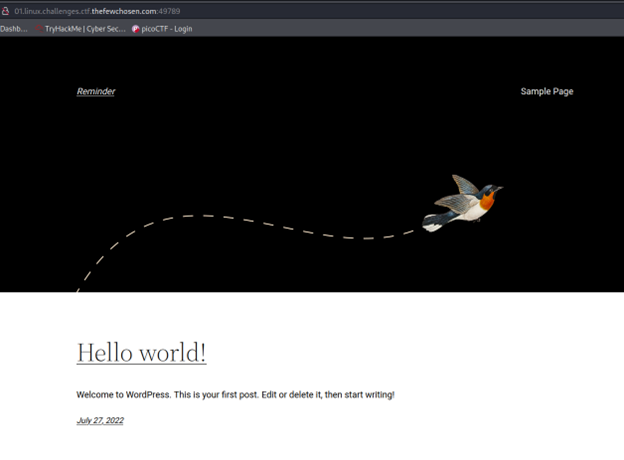 01.linux.challenges.ctf.thefewchosen.com:49789
Dashb... TryHackMe | Cyber Sec... picoCTF - Login
Reminder Sample Page
Hello world!
Welcome to WordPress. This is your first post. Edit or delete it, then start writing!
July 27, 2022